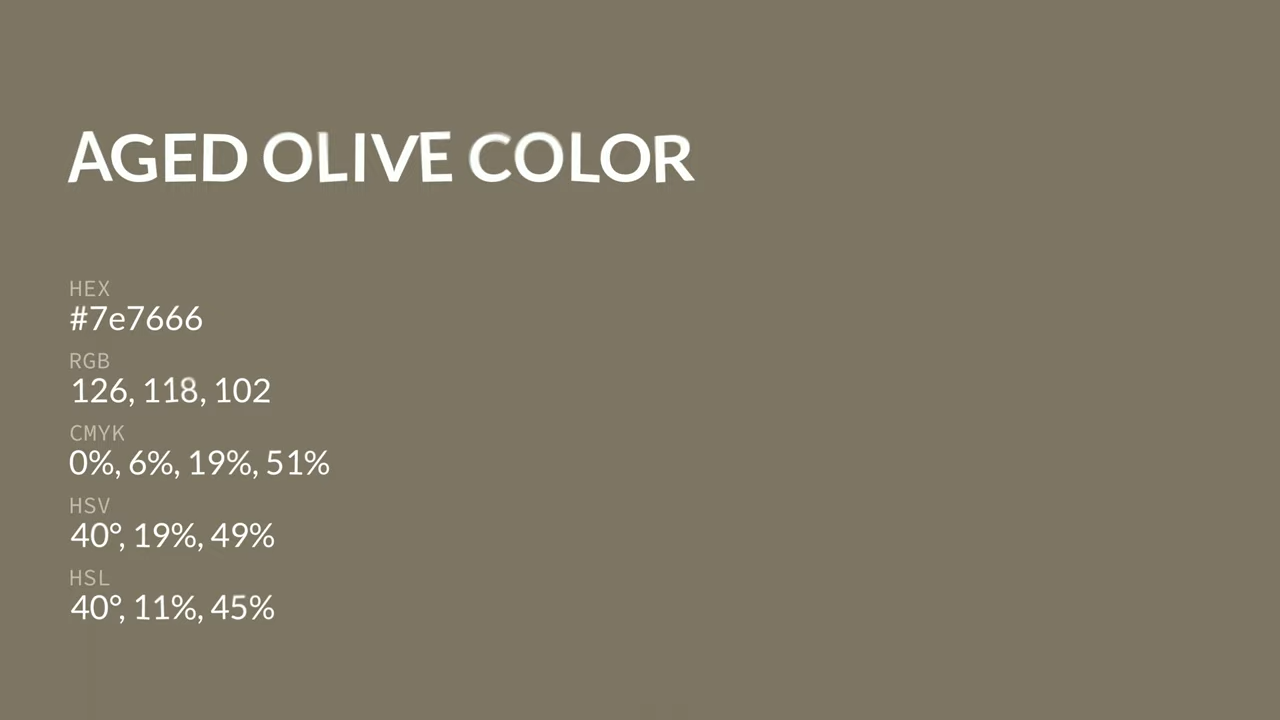 AGED OLIVE COLOR
HEX
#7e7666
RGB
126, 118, 102
CMYK
0%, 6%, 19%, 51%
HSV
40°, 19%, 49%
HSL
40°, 11%, 45%